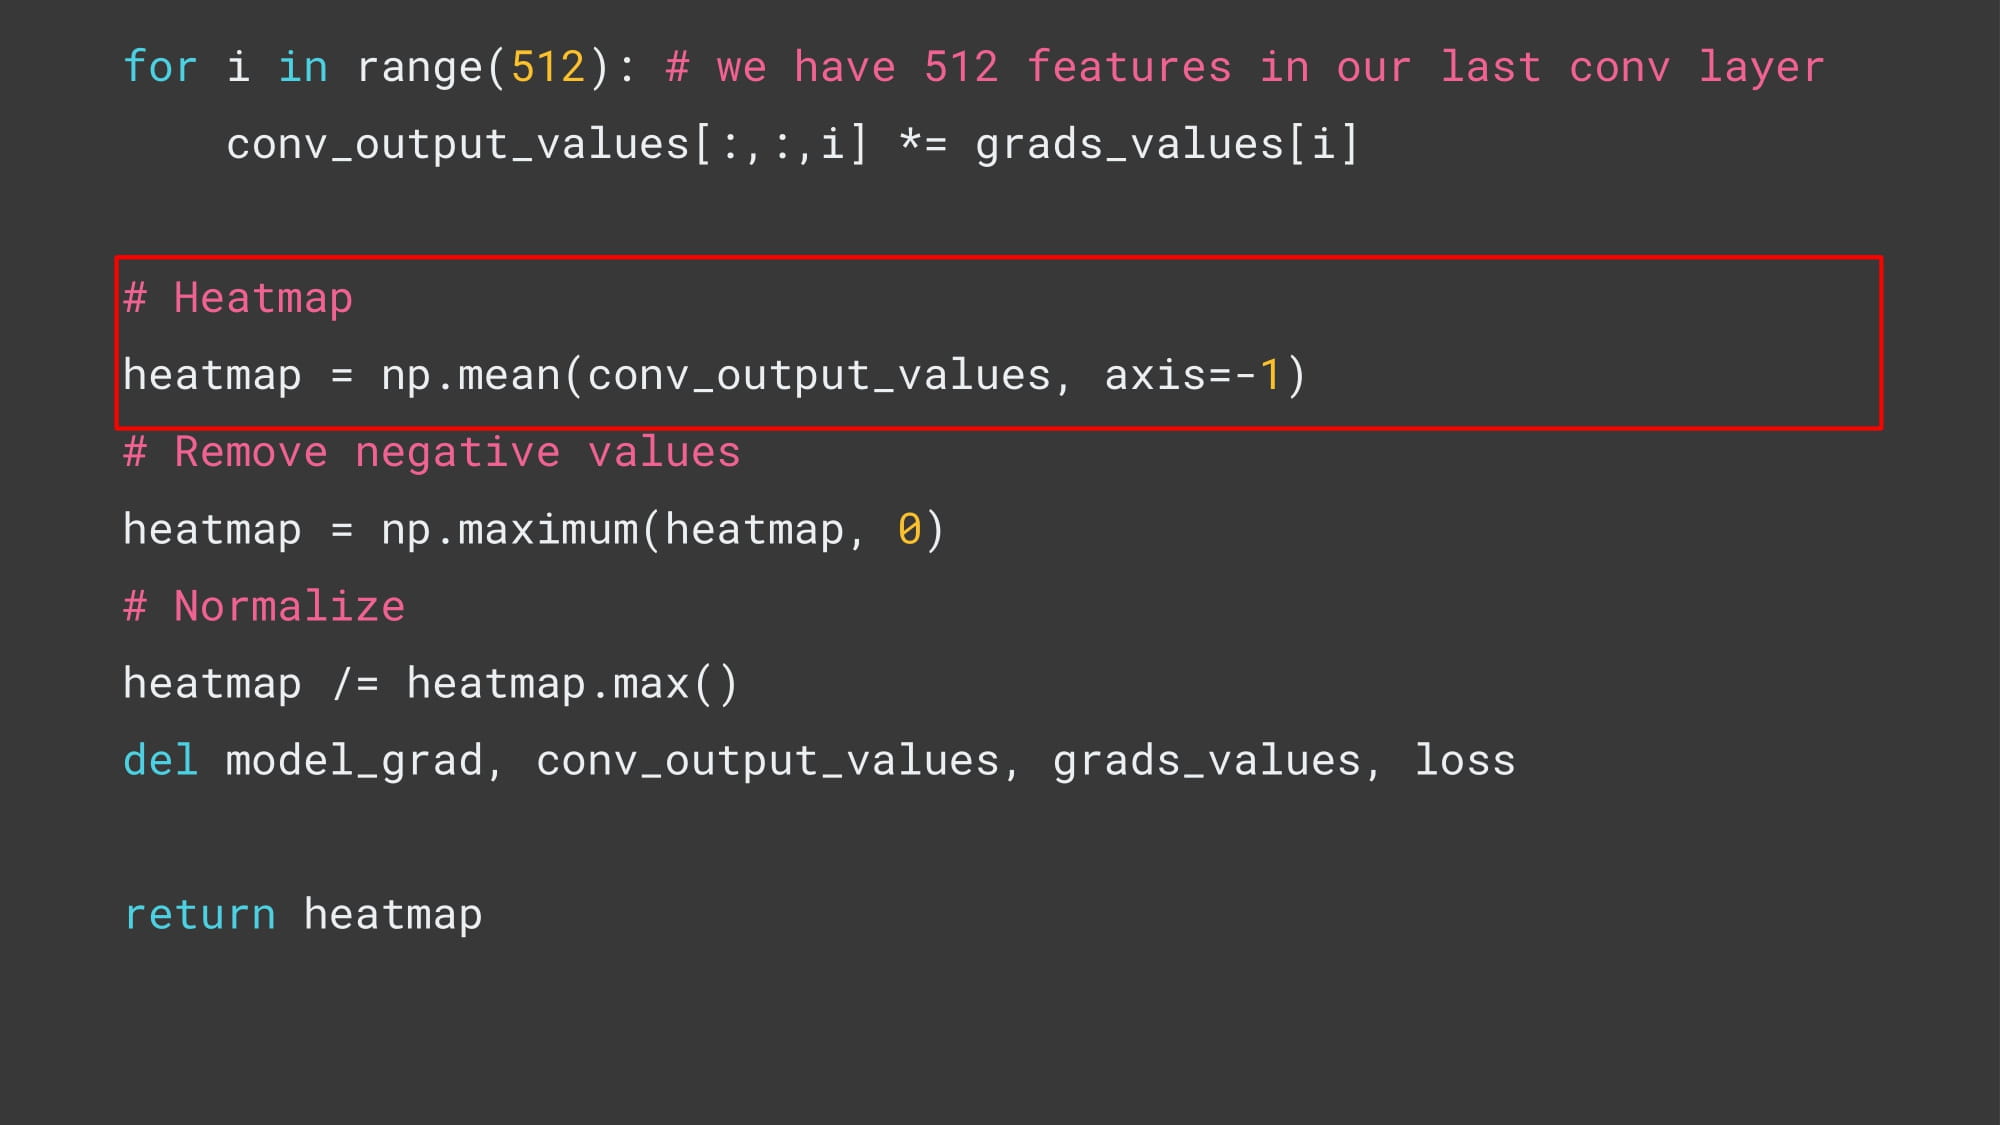 for i in range(512): # we have 512 features in our last conv layer
    conv_output_values[:,:,i] *= grads_values[i]
# Heatmap
heatmap = np.mean(conv_output_values, axis=-1)
# Remove negative values
heatmap = np.maximum(heatmap, 0)
# Normalize
heatmap /= heatmap.max()
del model_grad, conv_output_values, grads_values, loss
return heatmap